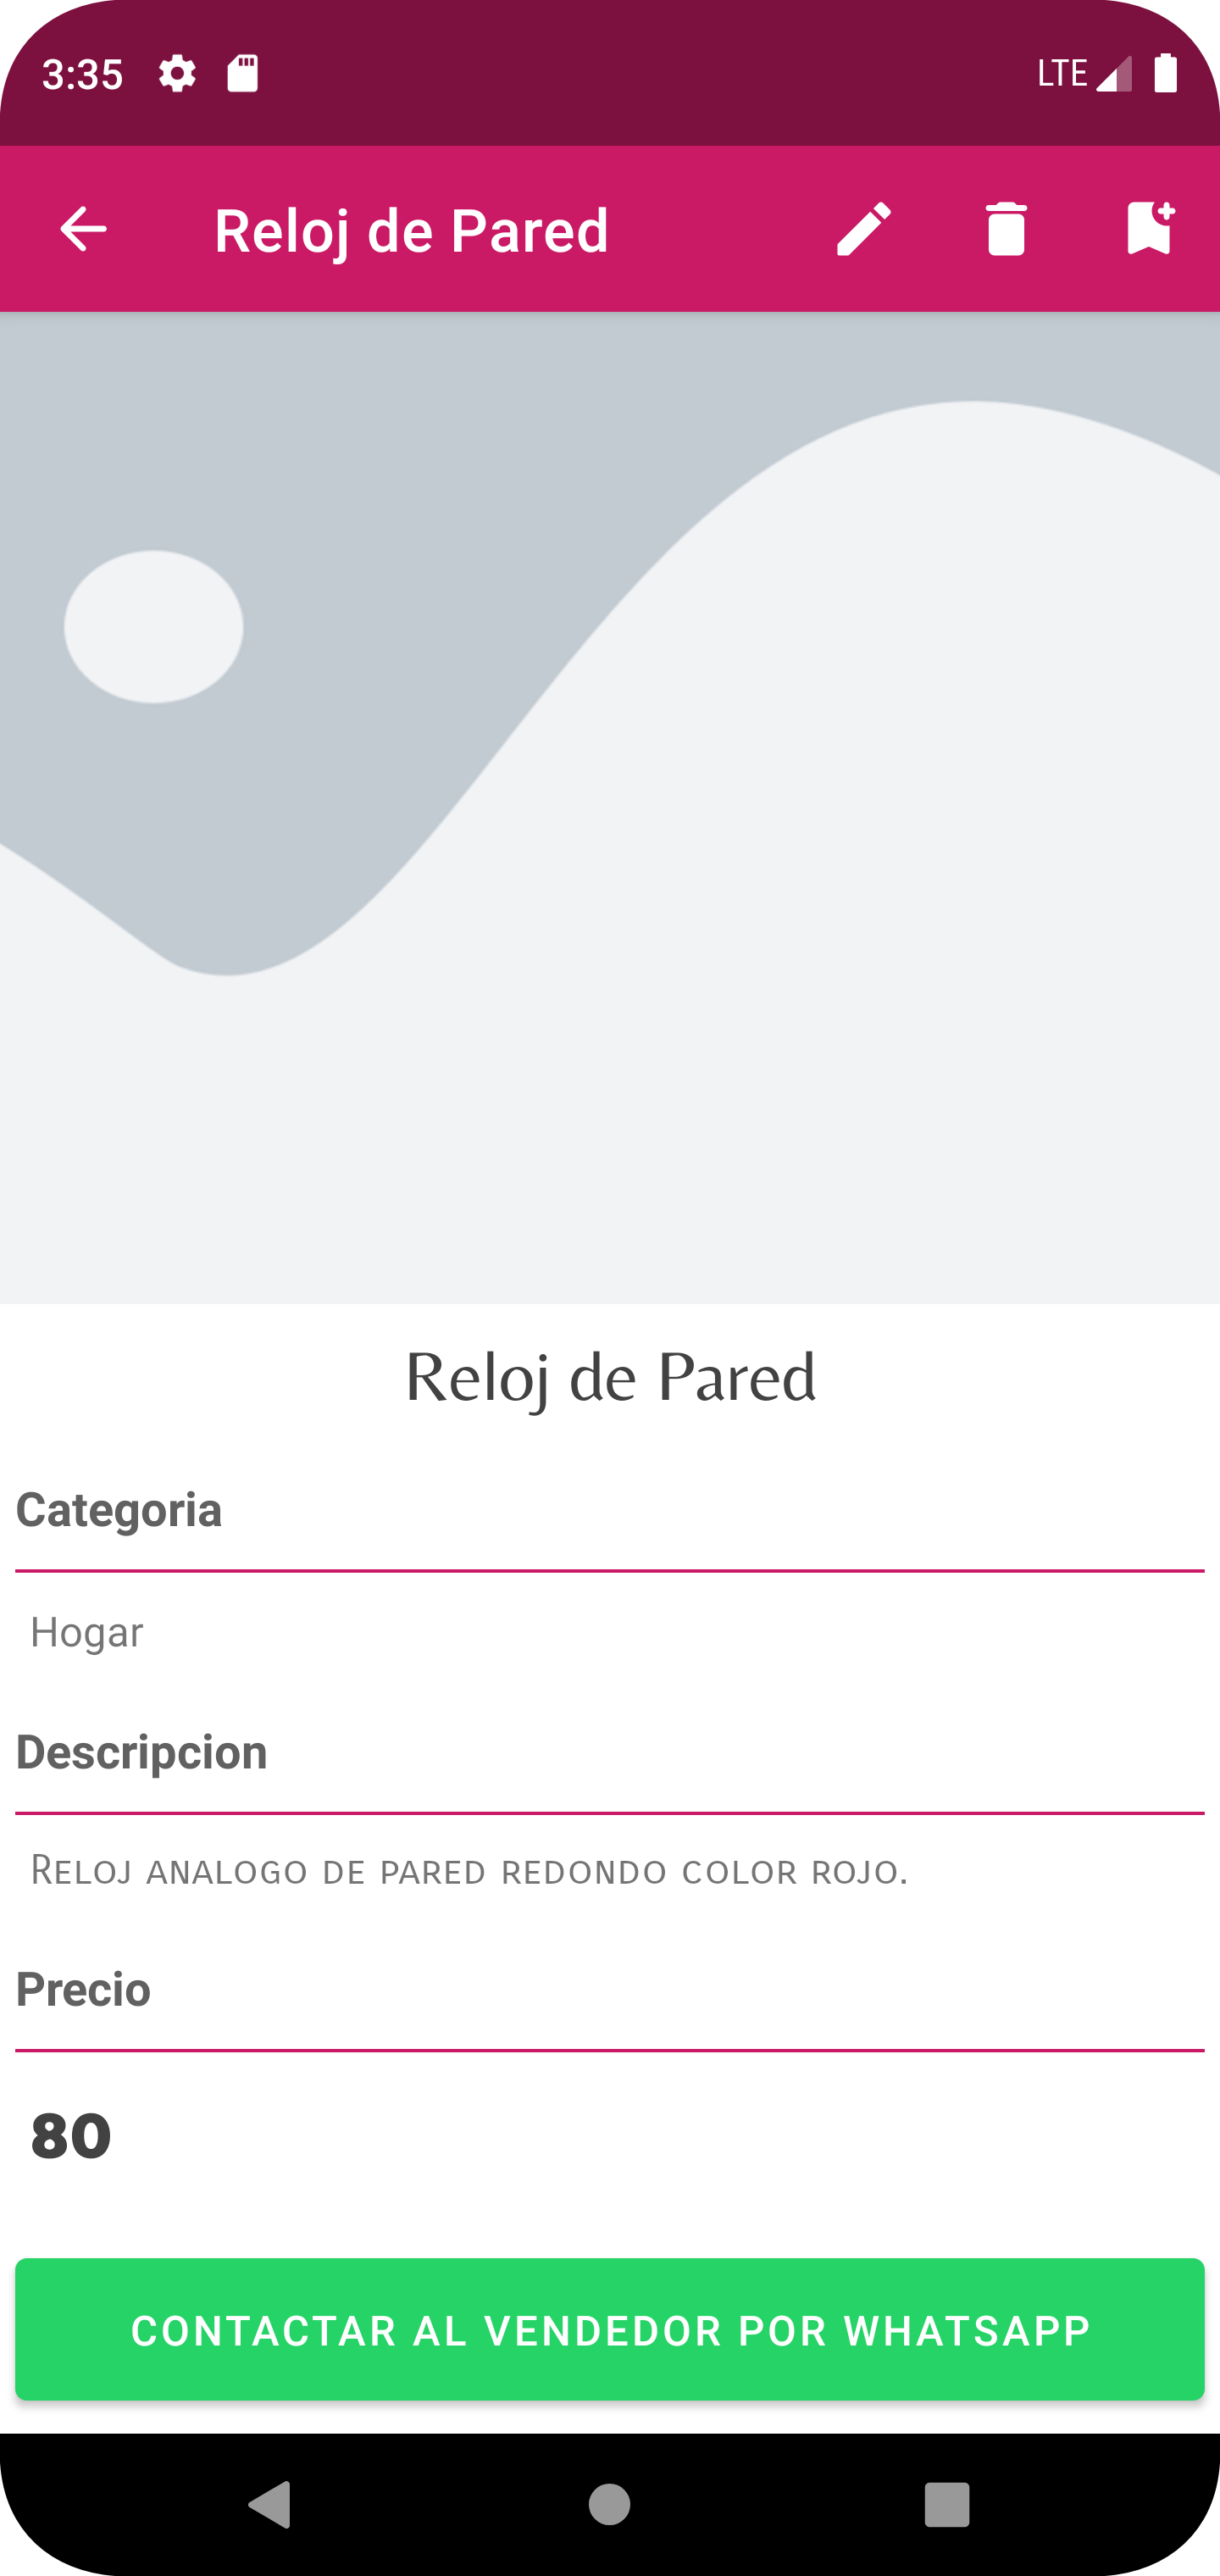 3:35 LTE
Reloj de Pared
Reloj de Pared
Categoria
Hogar
Descripcion
Reloj analogo de pared redondo color rojo.
Precio
80
CONTACTAR AL VENDEDOR POR WHATSAPP